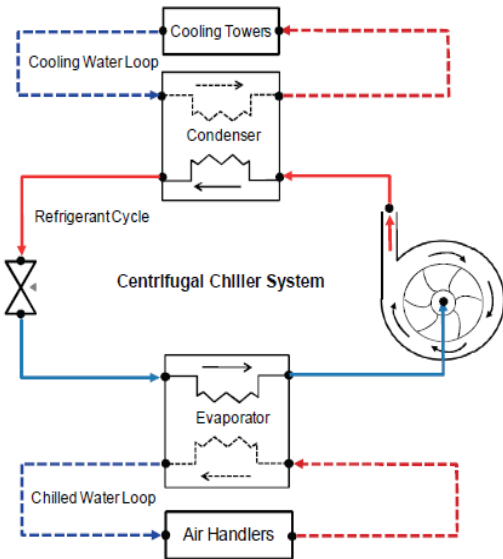 Cooling Towers
Cooling Water Loop
Condenser
Refrigerant Cycle
Centrifugal Chiller System
Evaporator
Chilled Water Loop
Air Handlers